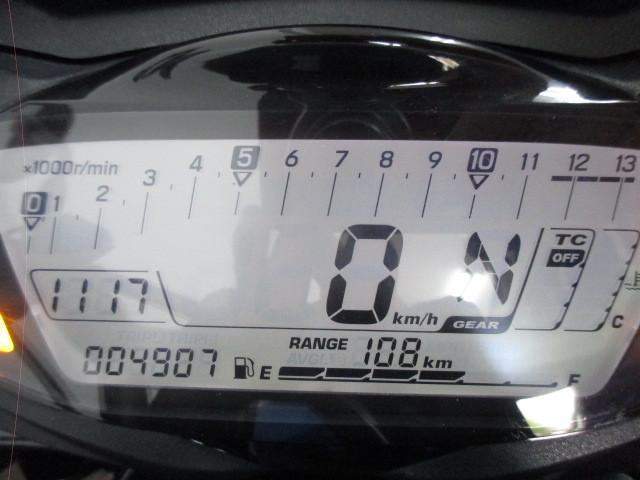 ×1000r/min 0 1 2 3 4 5 6 7 8 9 10 11 12 13
TC
OFF
1117 0 km/h N
GEAR
C
RANGE 108 km
004907 E F